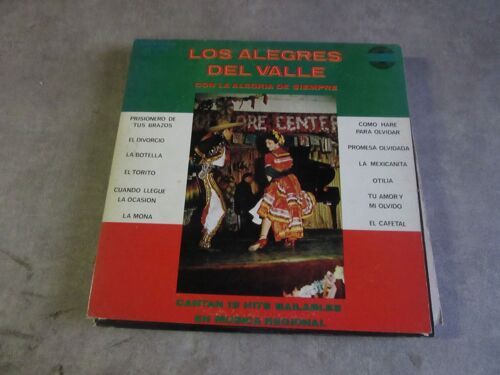 LOS ALEGRES
DEL VALLE
CON LA ALEGRIA DE SIEMPRE
PRISIONERO DE
TUS BRAZOS
EL DIVORCIO
LA BOTELLA
EL TORITO
CUANDO LLEGUE
LA OCASION
LA MONA
COMO HARE
PARA OLVIDAR
PROMESA OLVIDADA
LA MEXICANITA
OTILIA
TU AMOR Y
MI OLVIDO
EL CAFETAL
CENTER
CANTAN 12 HITS BAILABLES
EN MUSICA REGIONAL